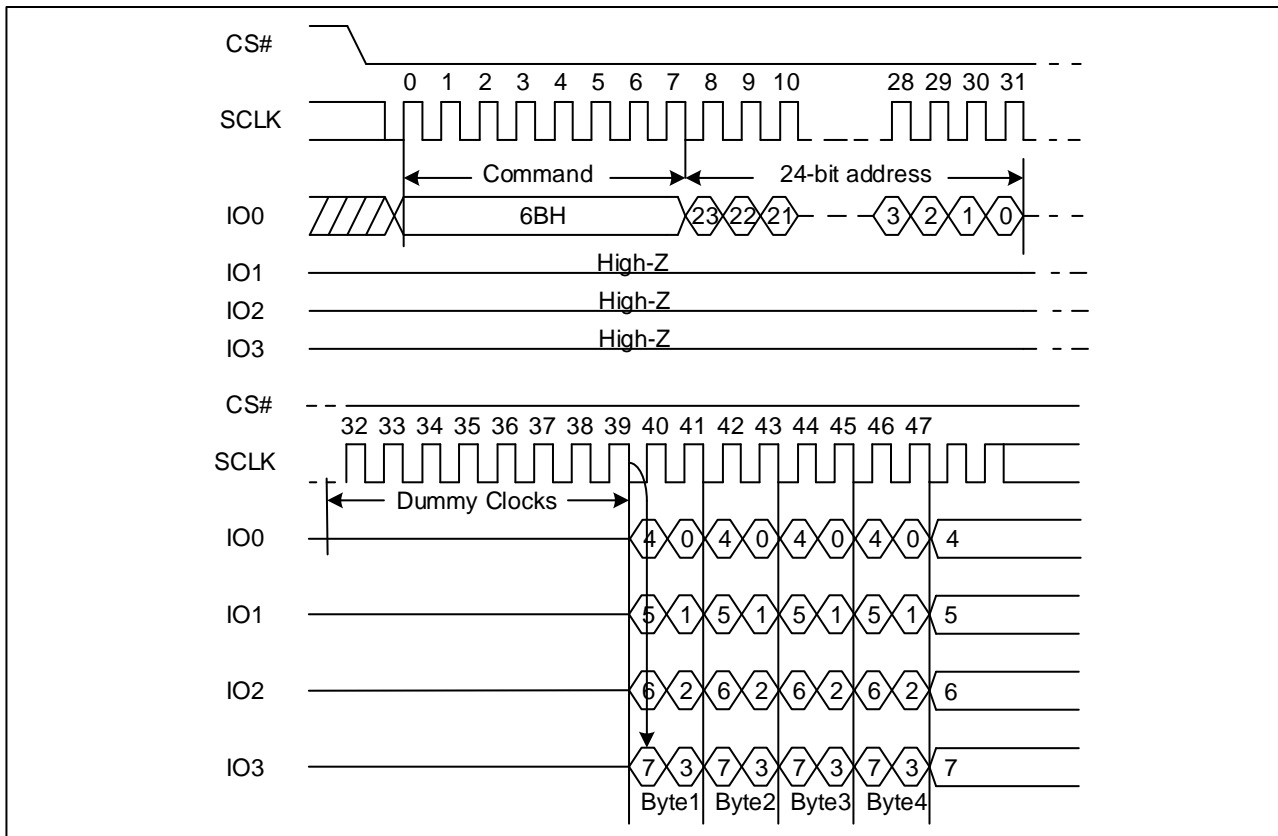 CS#
0 1 2 3 4 5 6 7 8 9 10 28 29 30 31
SCLK
Command 24-bit address
IO0 6BH 23 22 21 3 2 1 0
IO1 High-Z
IO2 High-Z
IO3 High-Z
CS#
32 33 34 35 36 37 38 39 40 41 42 43 44 45 46 47
SCLK
Dummy Clocks
IO0 4 0 4 0 4 0 4 0 4
IO1 5 1 5 1 5 1 5 1 5
IO2 6 2 6 2 6 2 6 2 6
IO3 7 3 7 3 7 3 7 3 7
Byte1 Byte2 Byte3 Byte4